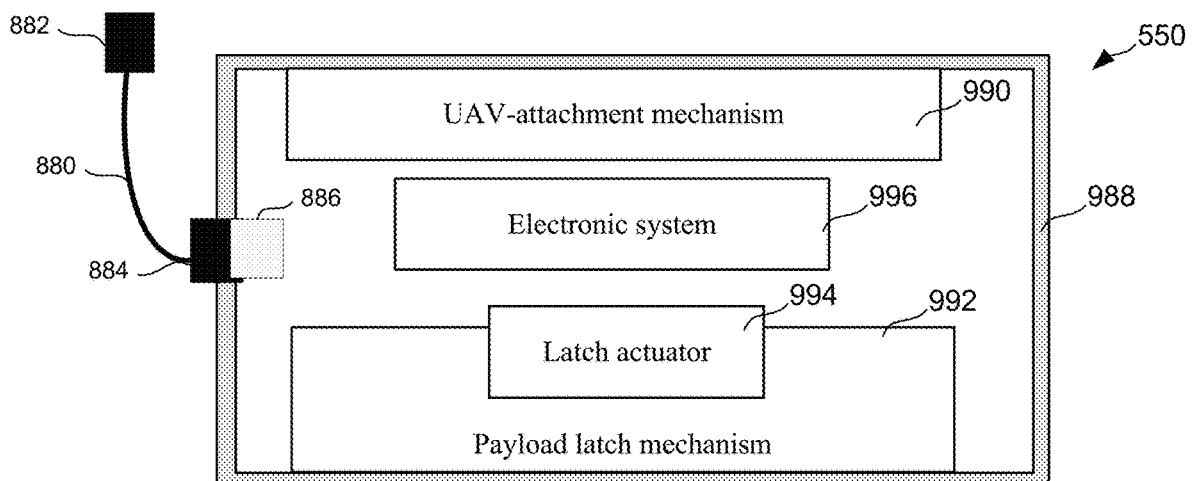 882
550
UAV-attachment mechanism
990
880
886
996
988
Electronic system
884
994
992
Latch actuator
Payload latch mechanism